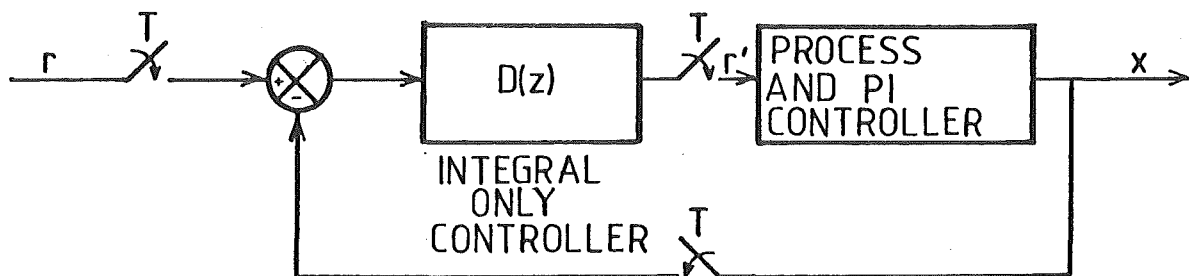 T
r
+
-
D(z)
INTEGRAL
ONLY
CONTROLLER
T
r′
PROCESS
AND PI
CONTROLLER
x
T